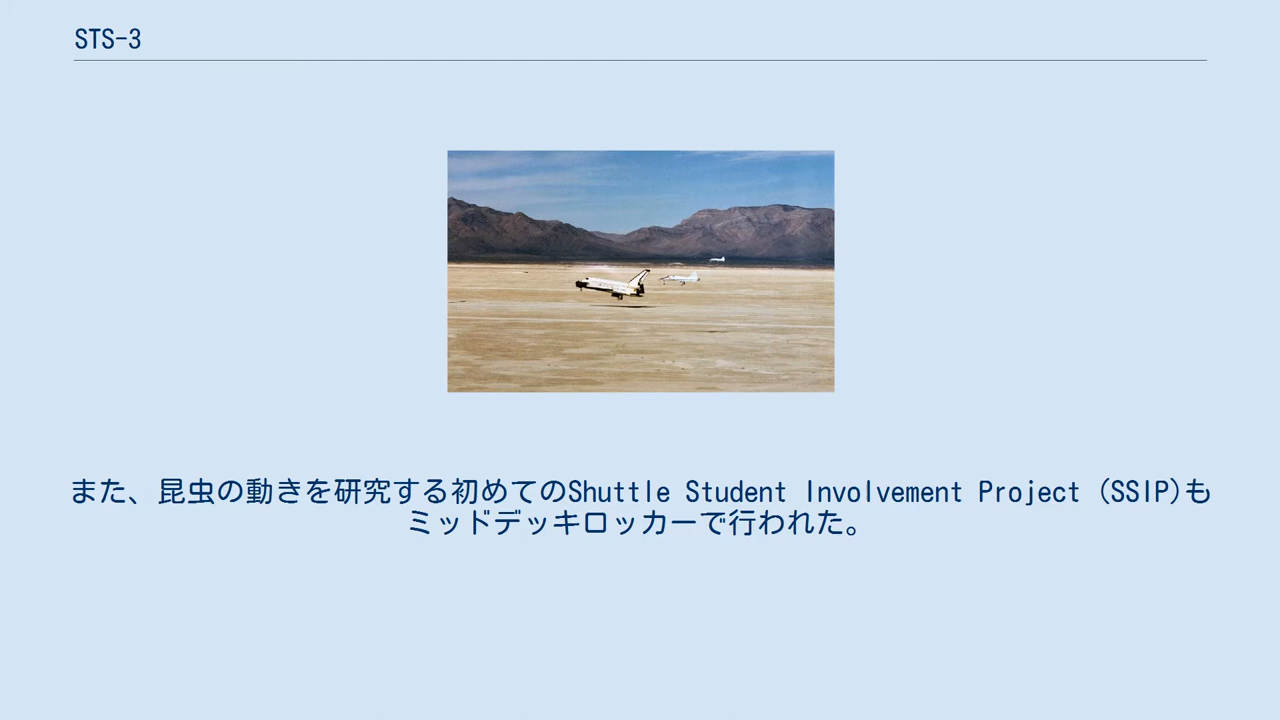 STS-3
また、昆虫の動きを研究する初めてのShuttle Student Involvement Project (SSIP)も
ミッドデッキロッカーで行われた。